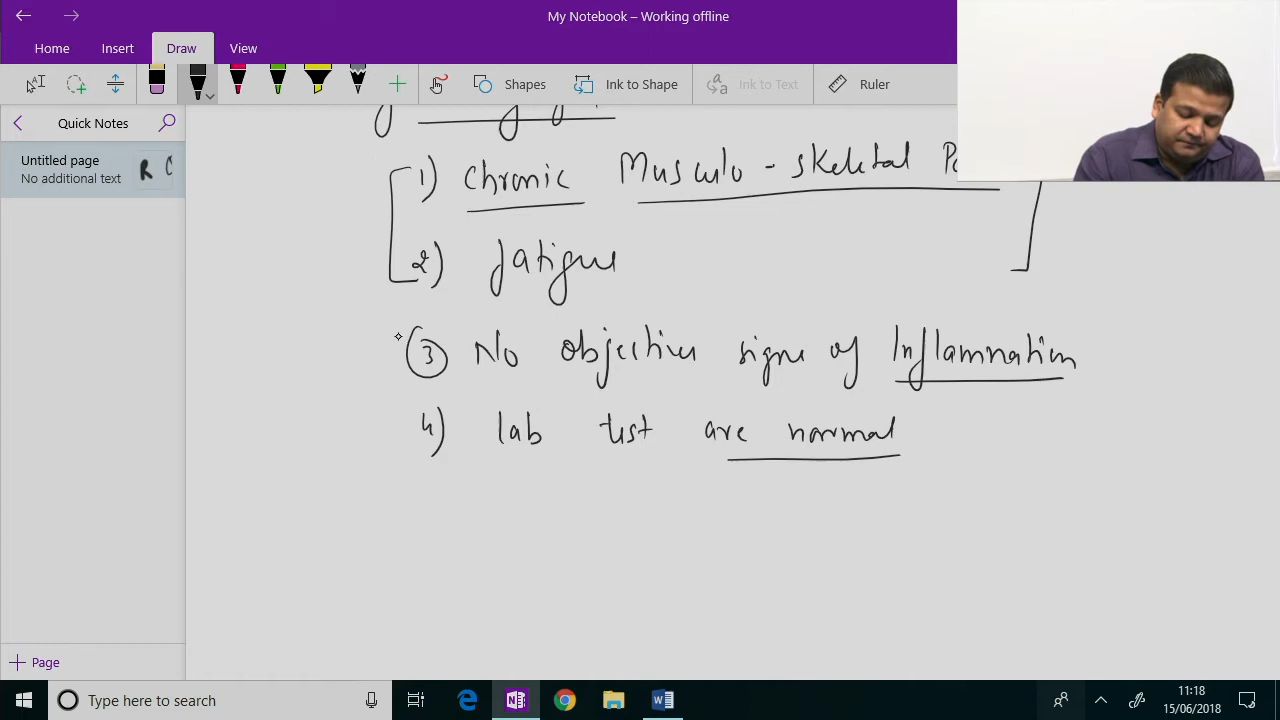 My Notebook – Working offline
Home Insert Draw View
Shapes Ink to Shape Ink to Text Ruler
Quick Notes
Untitled page
No additional text
R
1) Chronic Musculo - skeletal
2) fatigue
3 No objective signs of Inflammation
4) lab test are normal
+ Page
Type here to search
11:18
15/06/2018